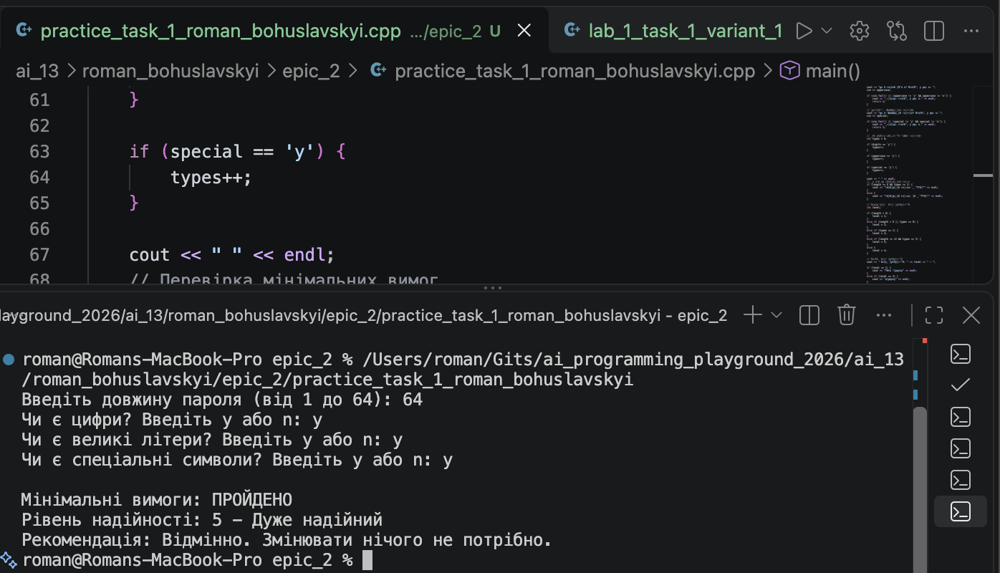 practice_task_1_roman_bohuslavskyi.cpp .../epic_2 U
lab_1_task_1_variant_1
ai_13 > roman_bohuslavskyi > epic_2 > practice_task_1_roman_bohuslavskyi.cpp > main()
61 }
62
63 if (special == 'y') {
64 types++;
65 }
66
67 cout << " " << endl;
68 // Перевірка мінімальних вимог
layground_2026/ai_13/roman_bohuslavskyi/epic_2/practice_task_1_roman_bohuslavskyi - epic_2
roman@Romans-MacBook-Pro epic_2 % /Users/roman/Gits/ai_programming_playground_2026/ai_13
/roman_bohuslavskyi/epic_2/practice_task_1_roman_bohuslavskyi
Введіть довжину пароля (від 1 до 64): 64
Чи є цифри? Введіть y або n: y
Чи є великі літери? Введіть y або n: y
Чи є спеціальні символи? Введіть y або n: y
Мінімальні вимоги: ПРОЙДЕНО
Рівень надійності: 5 - Дуже надійний
Рекомендація: Відмінно. Змінювати нічого не потрібно.
roman@Romans-MacBook-Pro epic_2 %